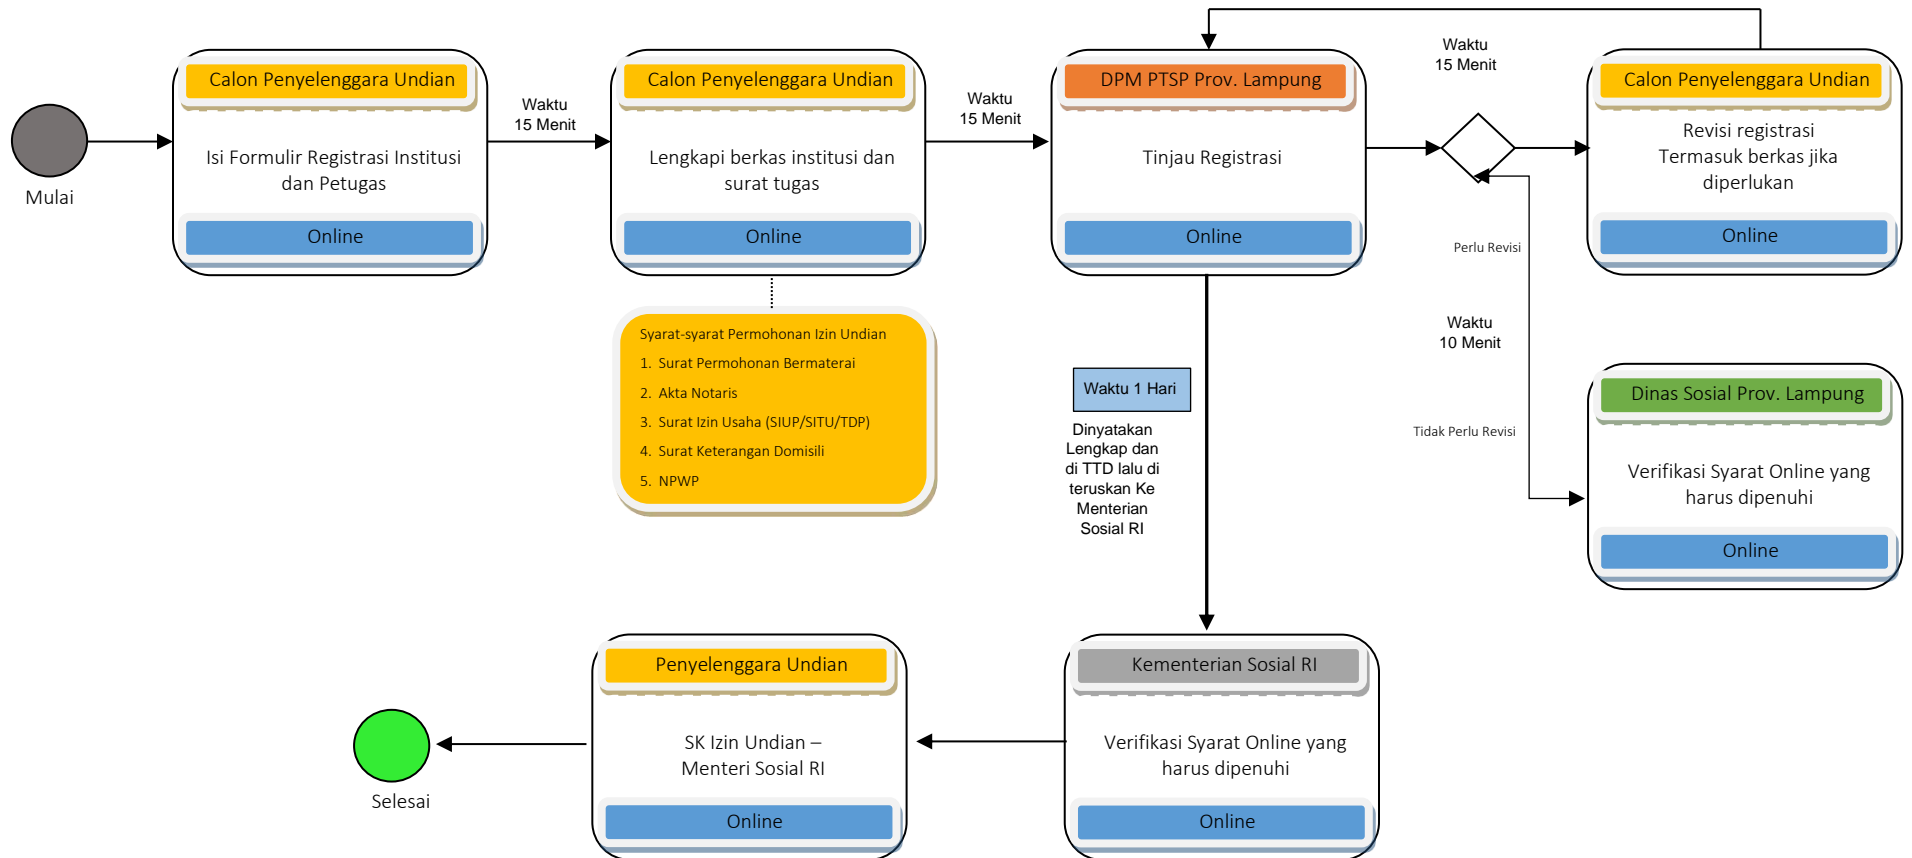 Mulai
Calon Penyelenggara Undian
Isi Formulir Registrasi Institusi
dan Petugas
Online
Waktu
15 Menit
Calon Penyelenggara Undian
Lengkapi berkas institusi dan
surat tugas
Online
Syarat-syarat Permohonan Izin Undian
1. Surat Permohonan Bermaterai
2. Akta Notaris
3. Surat Izin Usaha (SIUP/SITU/TDP)
4. Surat Keterangan Domisili
5. NPWP
Waktu
15 Menit
DPM PTSP Prov. Lampung
Tinjau Registrasi
Online
Waktu
15 Menit
Calon Penyelenggara Undian
Revisi registrasi
Termasuk berkas jika
diperlukan
Online
Perlu Revisi
Waktu
10 Menit
Tidak Perlu Revisi
Dinas Sosial Prov. Lampung
Verifikasi Syarat Online yang
harus dipenuhi
Online
Waktu 1 Hari
Dinyatakan
Lengkap dan
di TTD lalu di
teruskan Ke
Menterian
Sosial RI
Kementerian Sosial RI
Verifikasi Syarat Online yang
harus dipenuhi
Online
Penyelenggara Undian
SK Izin Undian –
Menteri Sosial RI
Online
Selesai